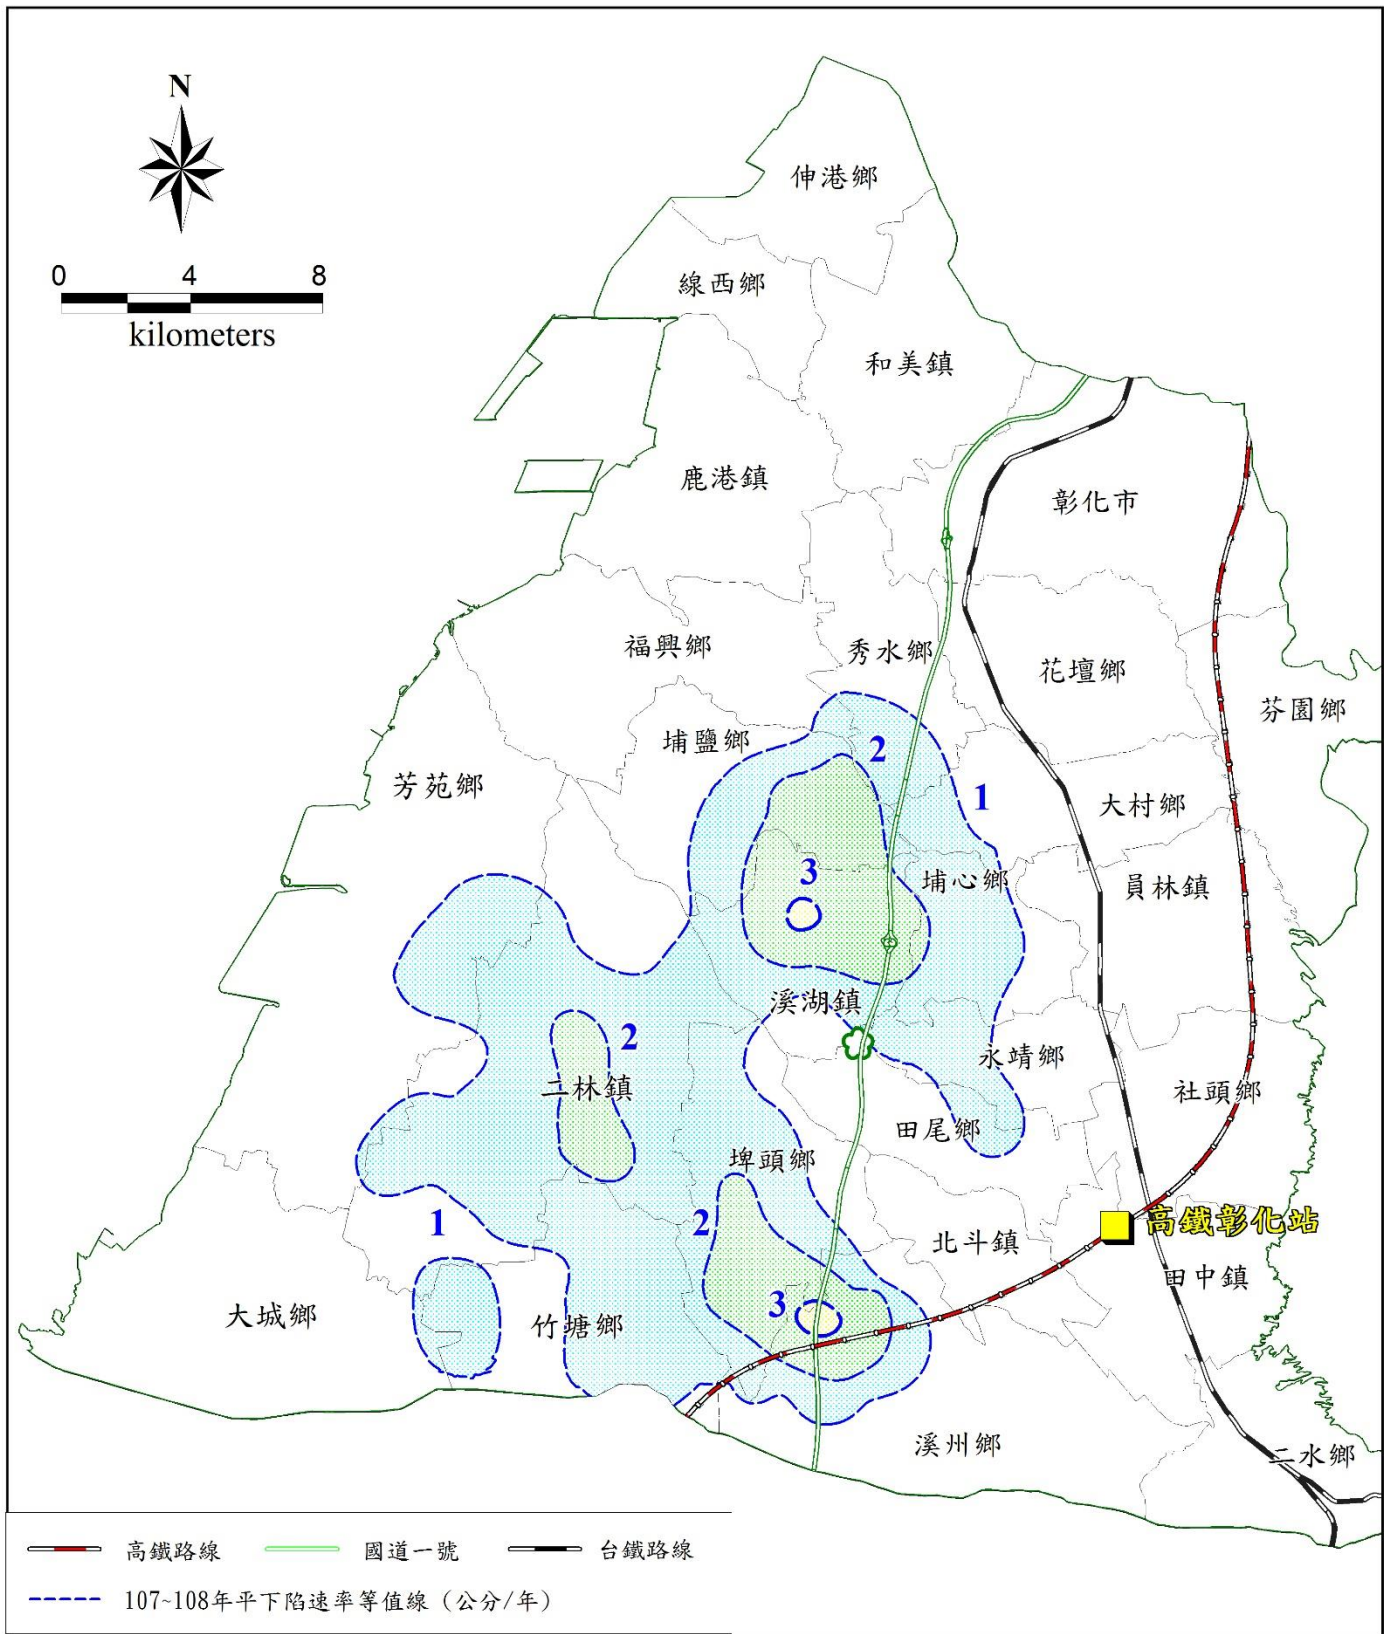 N
0 4 8
kilometers
伸港鄉
線西鄉
和美鎮
鹿港鎮
彰化市
福興鄉
秀水鄉
花壇鄉
芬園鄉
埔鹽鄉
2
芳苑鄉
1
大村鄉
3
埔心鄉
員林鎮
溪湖鎮
2
永靖鄉
二林鎮
社頭鄉
田尾鄉
埤頭鄉
1
2
北斗鎮
高鐵彰化站
田中鎮
大城鄉
竹塘鄉
3
溪州鄉
二水鄉
高鐵路線 國道一號 台鐵路線
107~108年平下陷速率等值線（公分/年）